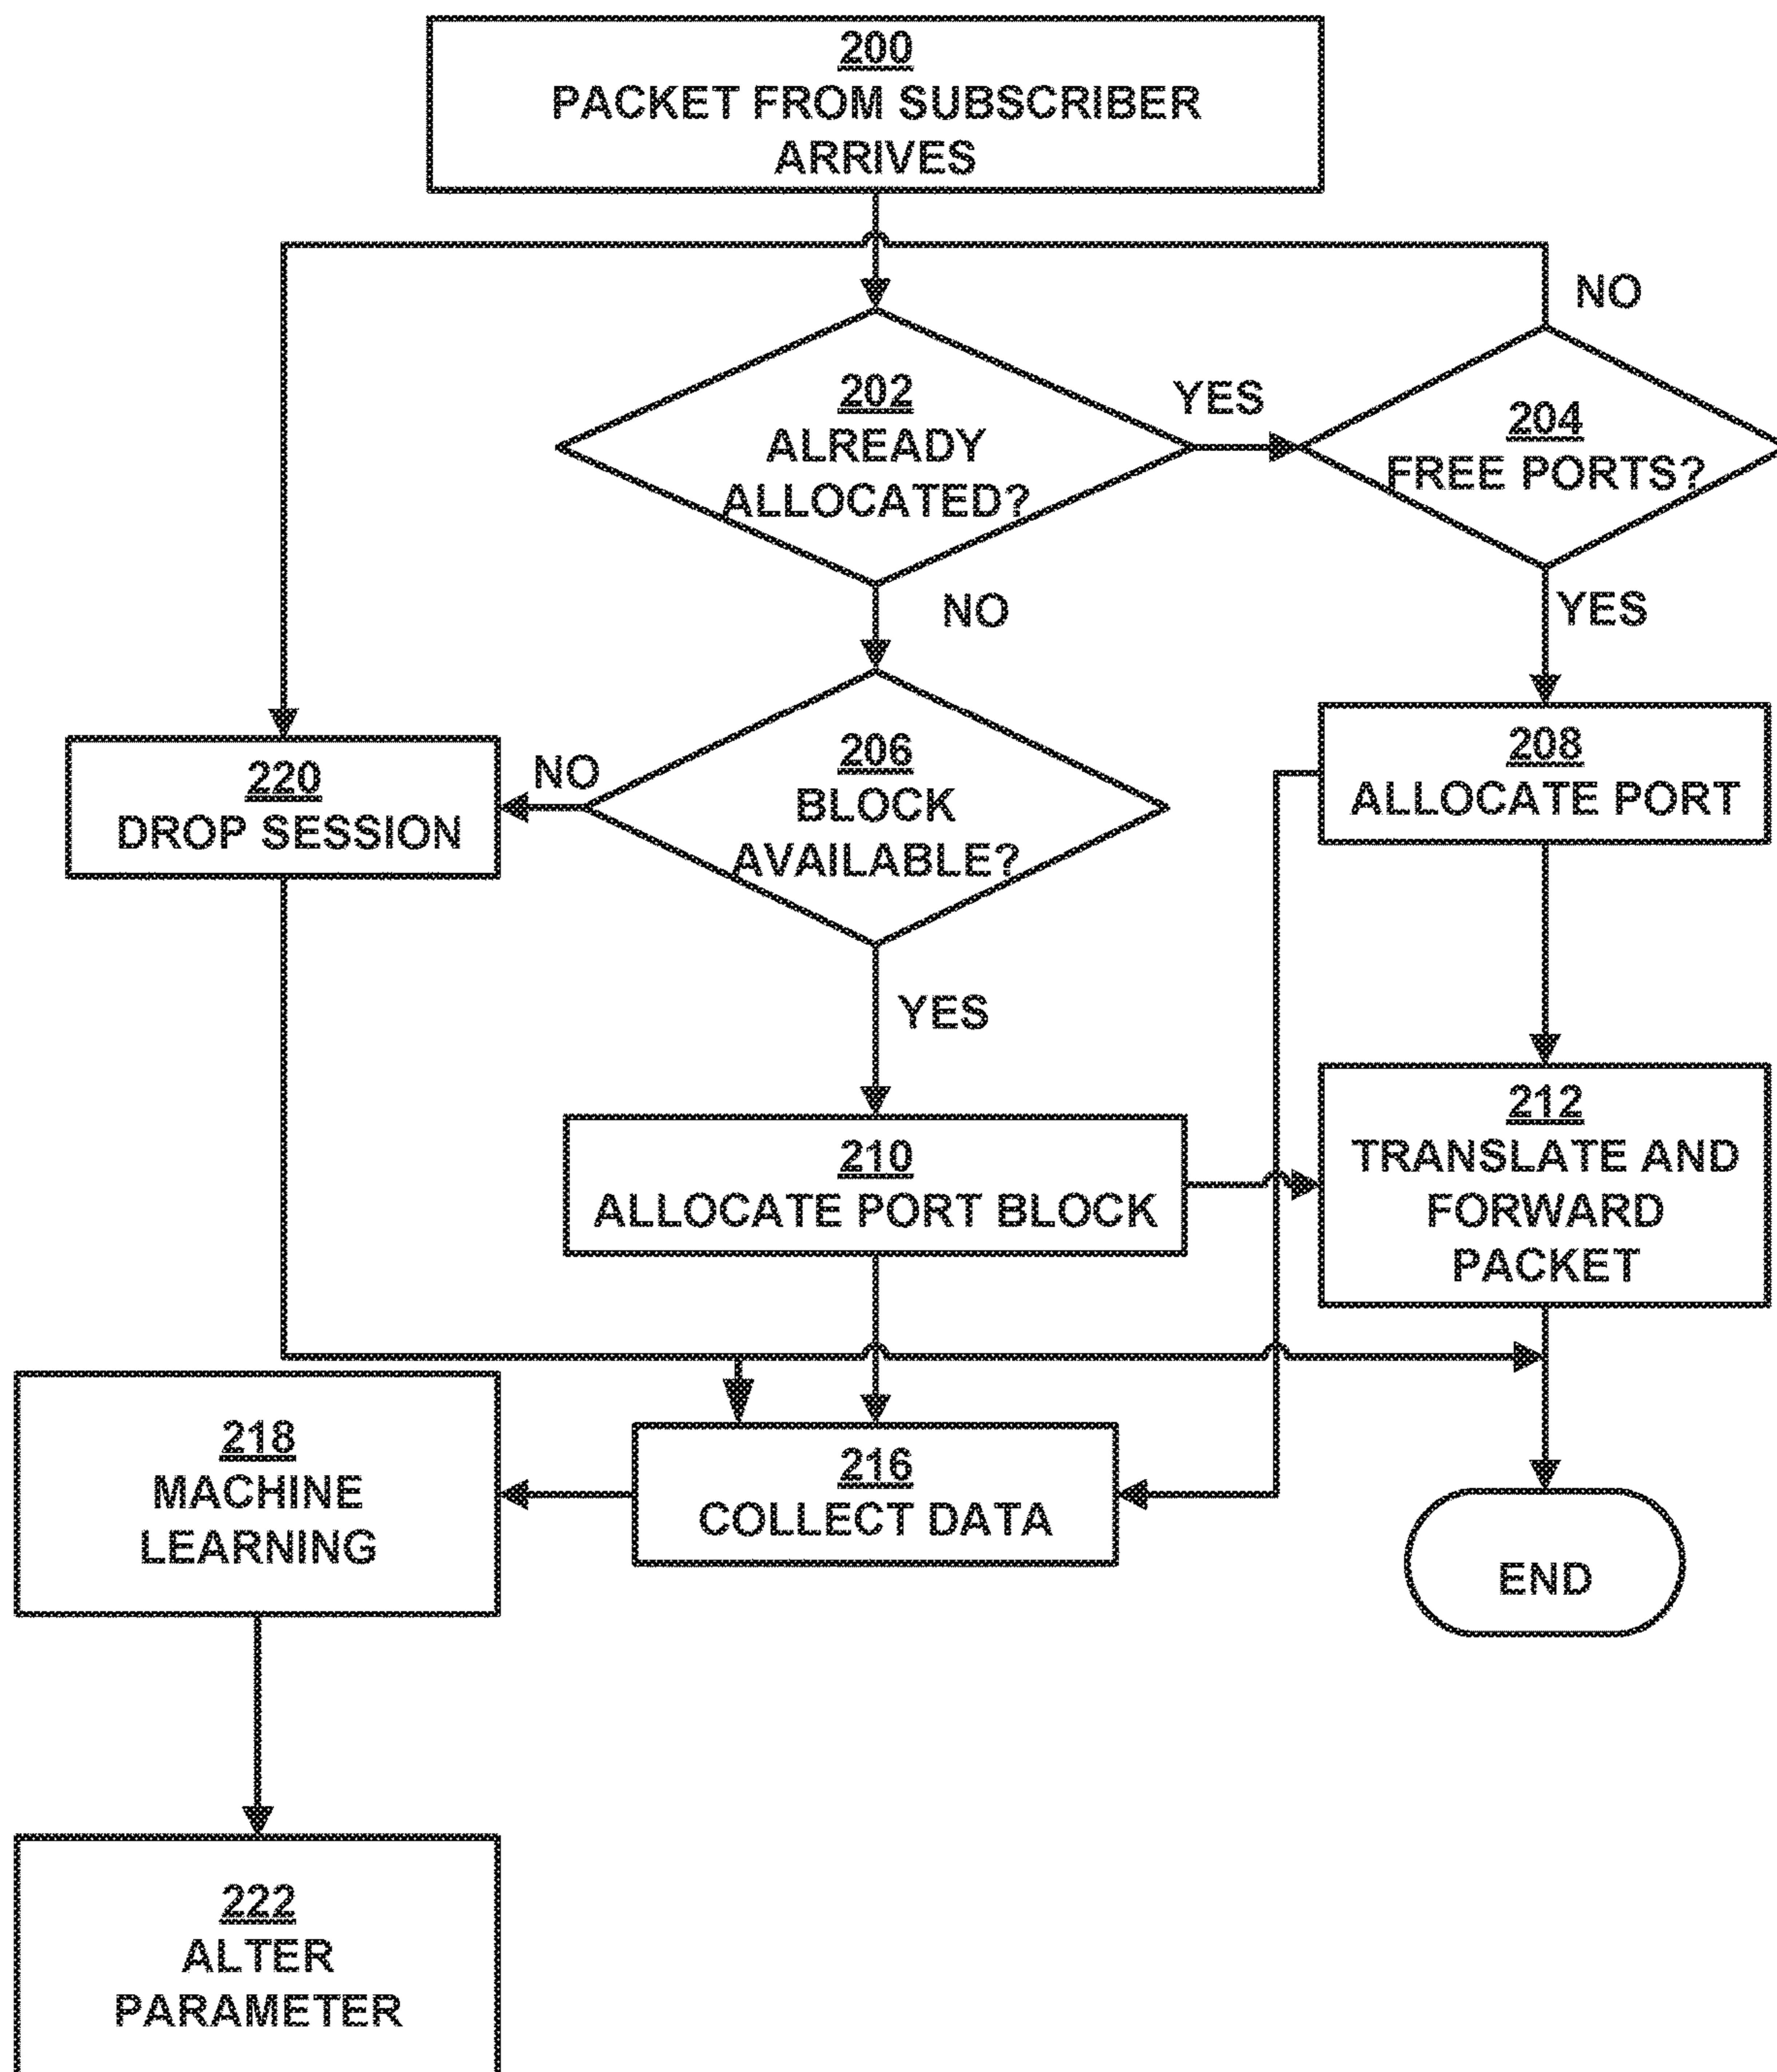 200
PACKET FROM SUBSCRIBER
ARRIVES
NO
202
ALREADY
ALLOCATED?
YES
204
FREE PORTS?
NO
YES
220
DROP SESSION
NO
206
BLOCK
AVAILABLE?
208
ALLOCATE PORT
YES
210
ALLOCATE PORT BLOCK
212
TRANSLATE AND
FORWARD
PACKET
218
MACHINE
LEARNING
216
COLLECT DATA
END
222
ALTER
PARAMETER